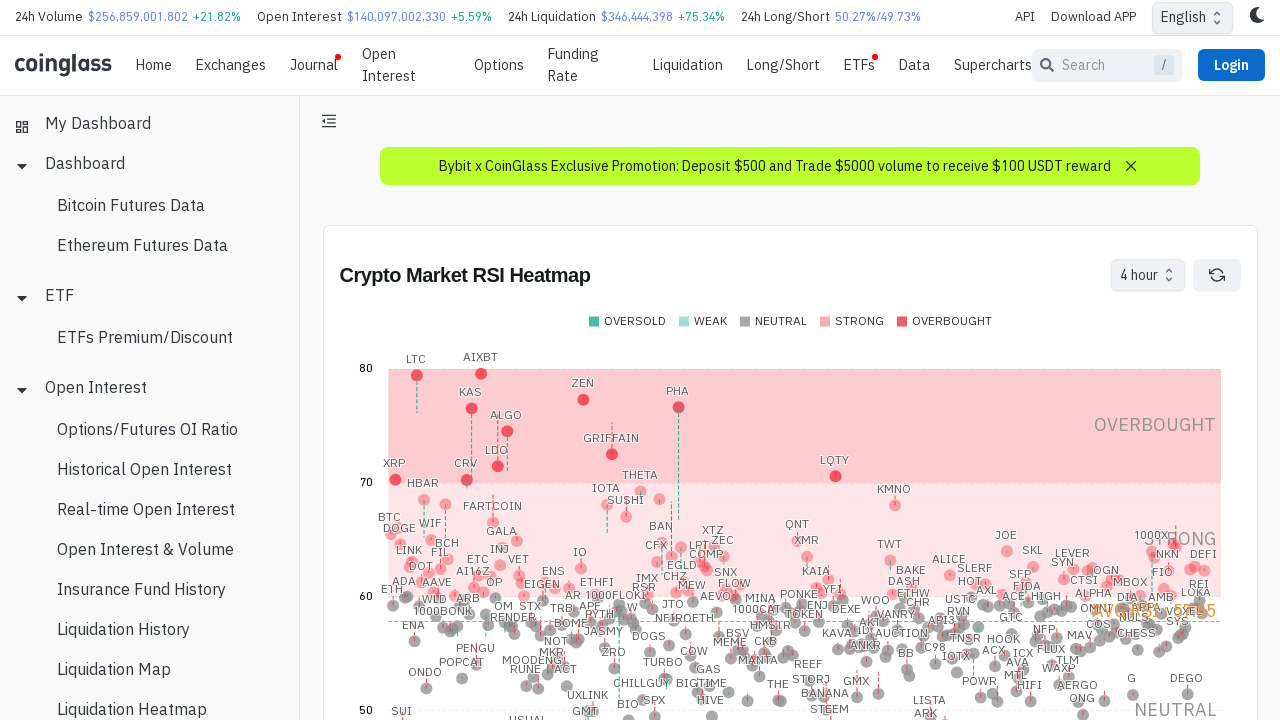 24h Volume $256,859,001,802 +21.82% Open Interest $140,097,002,330 +5.59% 24h Liquidation $346,444,398 +75.34% 24h Long/Short 50.27%/49.73% API Download APP English
coinglass Home Exchanges Journal Open Interest Options Funding Rate Liquidation Long/Short ETFs Data Supercharts Search / Login
My Dashboard
Dashboard
Bitcoin Futures Data
Ethereum Futures Data
ETF
ETFs Premium/Discount
Open Interest
Options/Futures OI Ratio
Historical Open Interest
Real-time Open Interest
Open Interest & Volume
Insurance Fund History
Liquidation History
Liquidation Map
Liquidation Heatmap
Bybit x CoinGlass Exclusive Promotion: Deposit $500 and Trade $5000 volume to receive $100 USDT reward
Crypto Market RSI Heatmap 4 hour
OVERSOLD WEAK NEUTRAL STRONG OVERBOUGHT
80
LTC AIXBT
KAS ZEN PHA
ALGO
OVERBOUGHT
GRIFFAIN
LDO
XRP CRV LQTY
THETA
70
HBAR IOTA KMNO
SUSHI
FARTCOIN
BTC
DOGE WIF BAN QNT
GALA XTZ JOE
BCH CFX LPT ZEC XMR TWT
LINK FIL INJ IO COMP SKL LEVER NKN DEFI
DOT ETC VET EGLD ALICE SYN
AI16Z ENS SNX KAIA BAKE SLERF SFP OGN FIO
ADA AAVE OP EIGEN ETHFI IMX CHZ MEW FLOW DASH HOT FIDA CTSI MBOX REI
ETH AXL ALPHA LOKA
60
WLD ARB AR 1000FLOKI AEVO MINA PONKE WOO ETHW CHR ACE HIGH
1000BONK OM STX TRB APE JTO 1000CAT ENJ DEXE RVN
RENDER PYTH NETROETH TOKEN VANRY API3 GTC NULS
ENA BOME JASMY HMSTR KAVA AUCTION COS SYS
NOT DOGS BSV TNSR HOOK NFP MAV CHESS
PENGU MKR ZRO MEME CKB ANKR C98 ACX FLUX
POPCAT MOODENG TURBO COW MANTA BB IOTX ICX TLM
ONDO RUNE ACT GAS REEF AVA WAXP
CHILLGUY BIGTIME THE GMX POWR MTL HIFI AERGO G DEGO
UXLINK SPX HIVE BANANA LISTA ONG
50
SUI GMT BIO STEEM ARK NEUTRAL